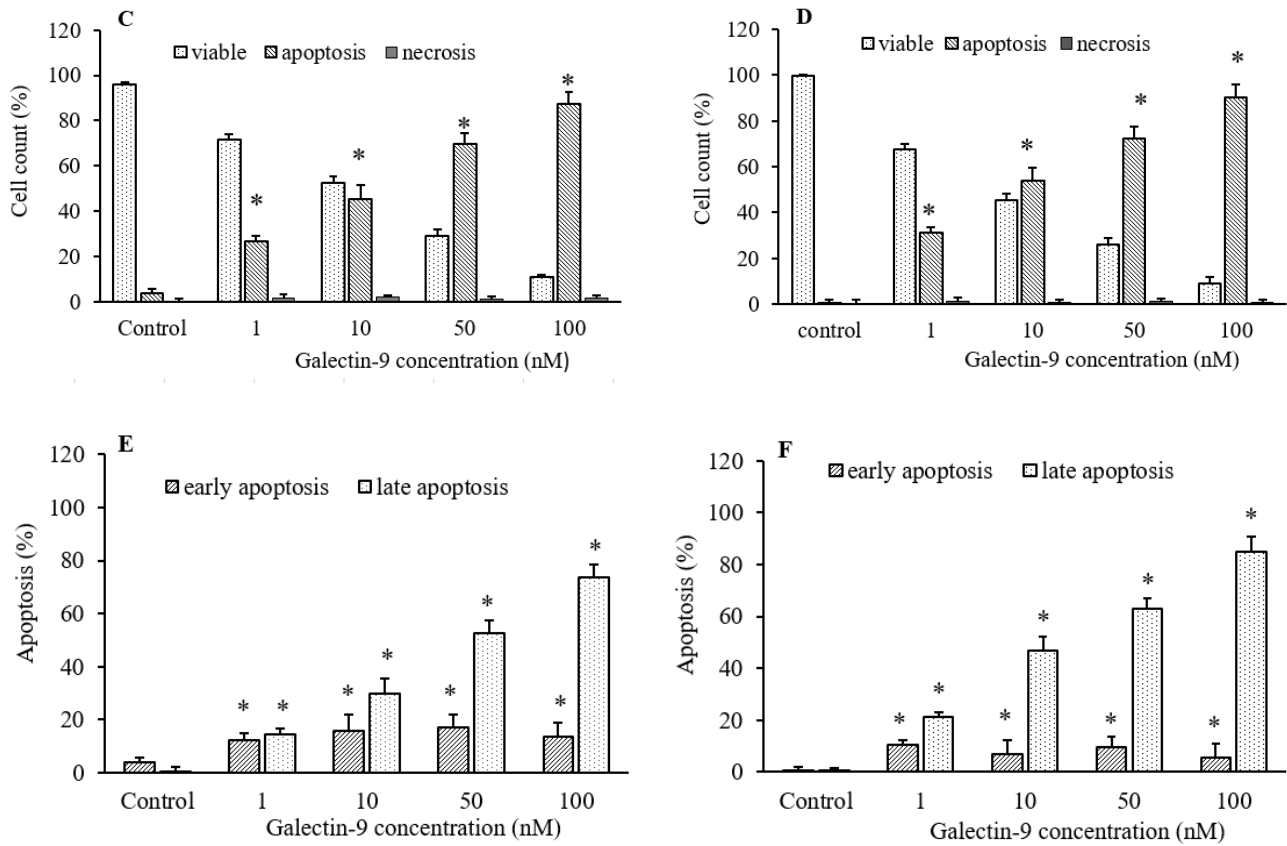 C
120
100
80
60
40
20
0
Cell count (%)
viable apoptosis necrosis
* * * *
Control 1 10 50 100
Galectin-9 concentration (nM)
D
120
100
80
60
40
20
0
Cell count (%)
viable apoptosis necrosis
* * * *
control 1 10 50 100
Galectin-9 concentration (nM)
E
120
100
80
60
40
20
0
Apoptosis (%)
early apoptosis late apoptosis
* * * * * * * *
Control 1 10 50 100
Galectin-9 concentration (nM)
F
120
100
80
60
40
20
0
Apoptosis (%)
early apoptosis late apoptosis
* * * * * * * *
Control 1 10 50 100
Galectin-9 concentration (nM)